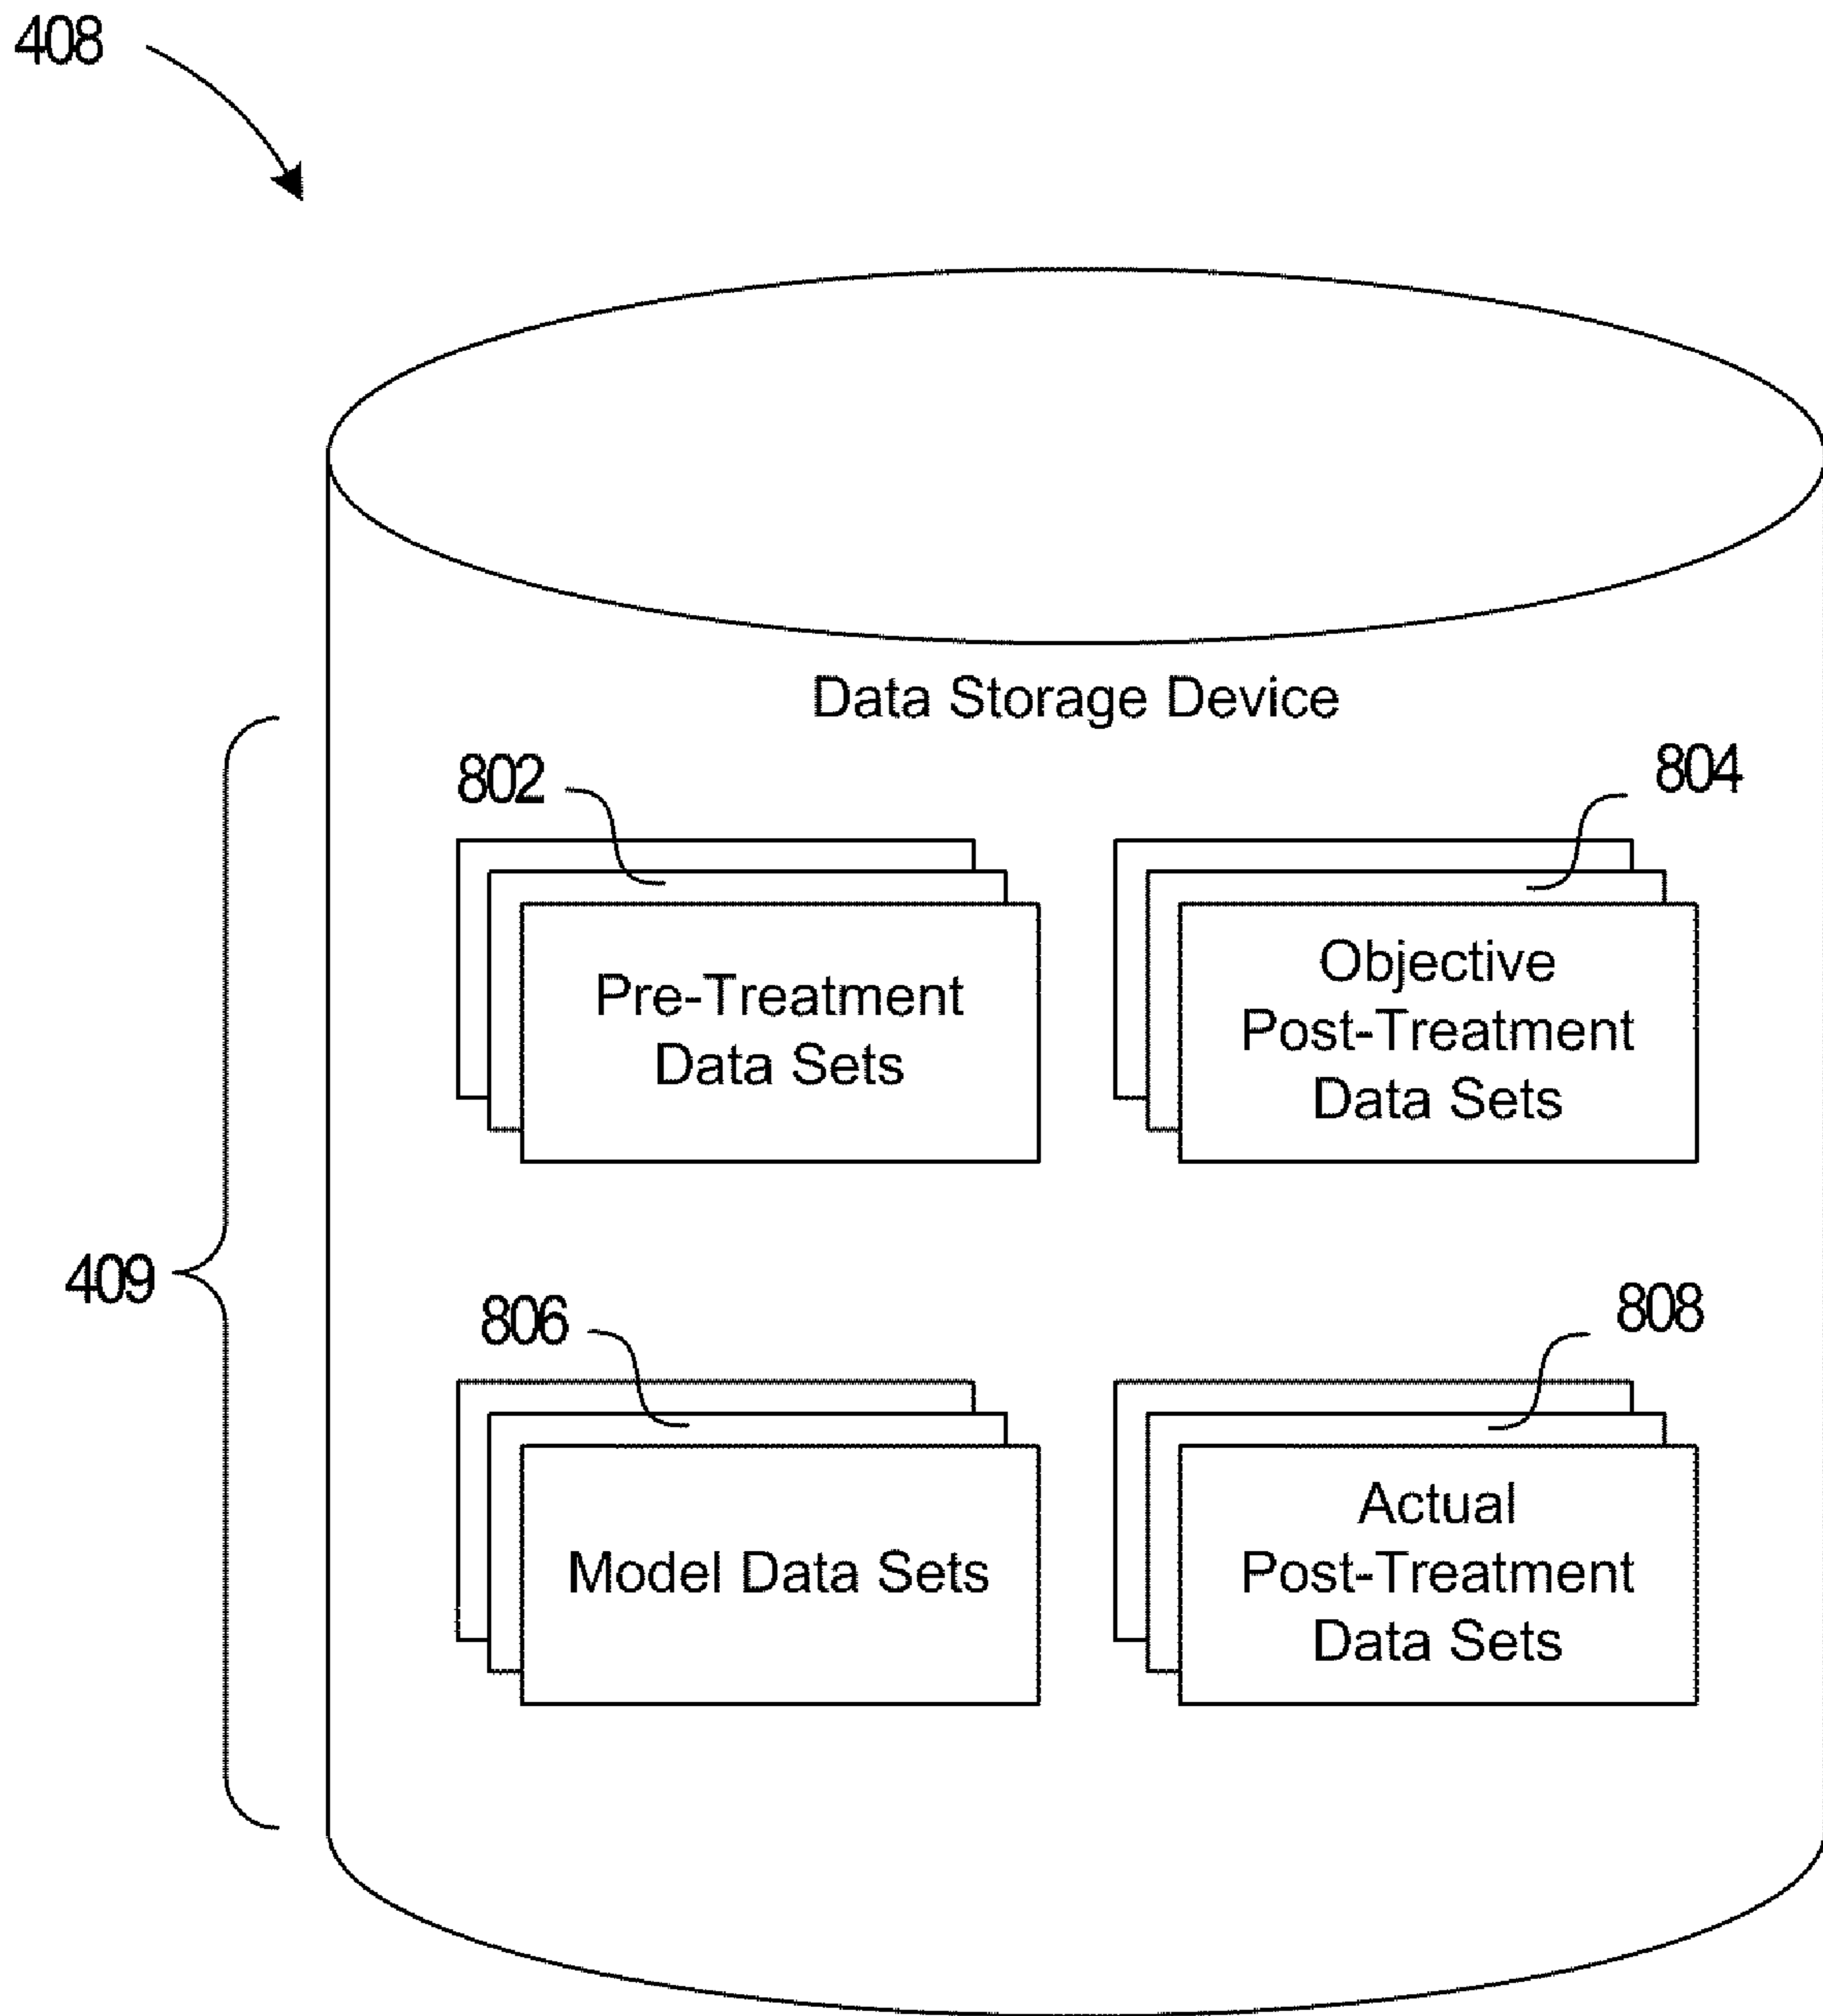 408
Data Storage Device
802
804
Pre-Treatment
Data Sets
Objective
Post-Treatment
Data Sets
409
806
808
Model Data Sets
Actual
Post-Treatment
Data Sets